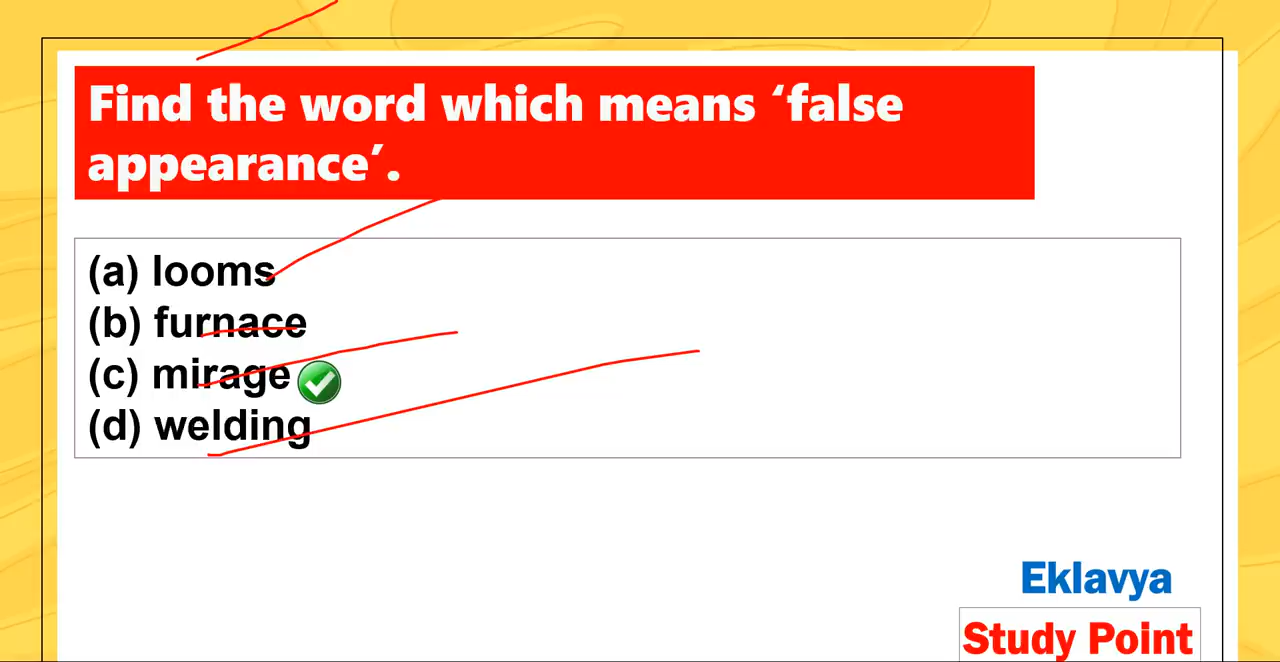 Find the word which means ‘false
appearance’.
(a) looms
(b) furnace
(c) mirage
(d) welding
Eklavya
Study Point